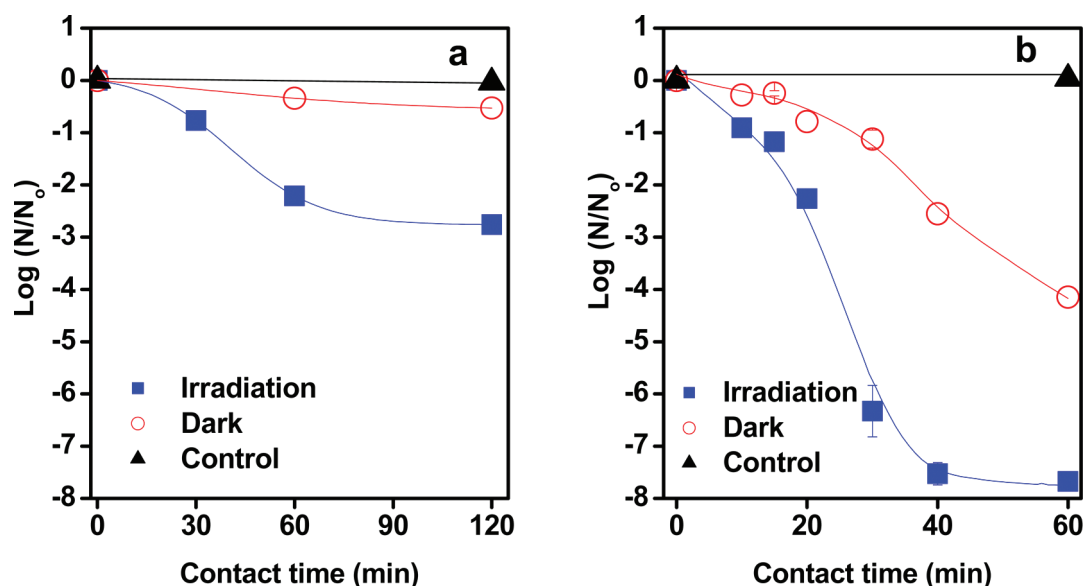 a
Log (N/No)
1
0
-1
-2
-3
-4
-5
-6
-7
-8
Irradiation
Dark
Control
0 30 60 90 120
Contact time (min)
b
Log (N/No)
1
0
-1
-2
-3
-4
-5
-6
-7
-8
Irradiation
Dark
Control
0 20 40 60
Contact time (min)